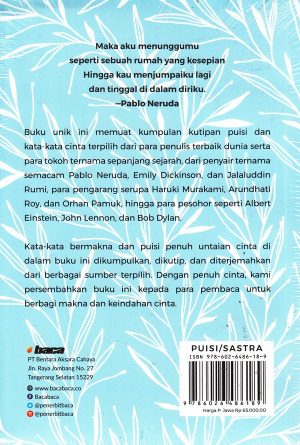 Maka aku menunggumu
seperti sebuah rumah yang kesepian
Hingga kau menjumpaiku lagi
dan tinggal di dalam diriku.
—Pablo Neruda
Buku unik ini memuat kumpulan kutipan puisi dan
kata-kata cinta terpilih dari para penulis terbaik dunia serta
para tokoh ternama sepanjang sejarah, dari penyair ternama
semacam Pablo Neruda, Emily Dickinson, dan Jalaluddin
Rumi, para pengarang serupa Haruki Murakami, Arundhati
Roy, dan Orhan Pamuk, hingga para pesohor seperti Albert
Einstein, John Lennon, dan Bob Dylan.
Kata-kata bermakna dan puisi penuh untaian cinta di
dalam buku ini dikumpulkan, dikutip, dan diterjemahkan
dari berbagai sumber terpilih. Dengan penuh cinta, kami
persembahkan buku ini kepada para pembaca untuk
berbagi makna dan keindahan cinta.
baca
PT Bentara Aksara Cahaya
Jln. Raya Jombang No. 27
Tangerang Selatan 15229
www.bacabaca.co
Bacabaca.co
@penerbitbaca
@penerbitbaca
PUISI/SASTRA
ISBN 978-602-6486-18-9
9 786026 486189
Harga P. Jawa Rp 65.000,00